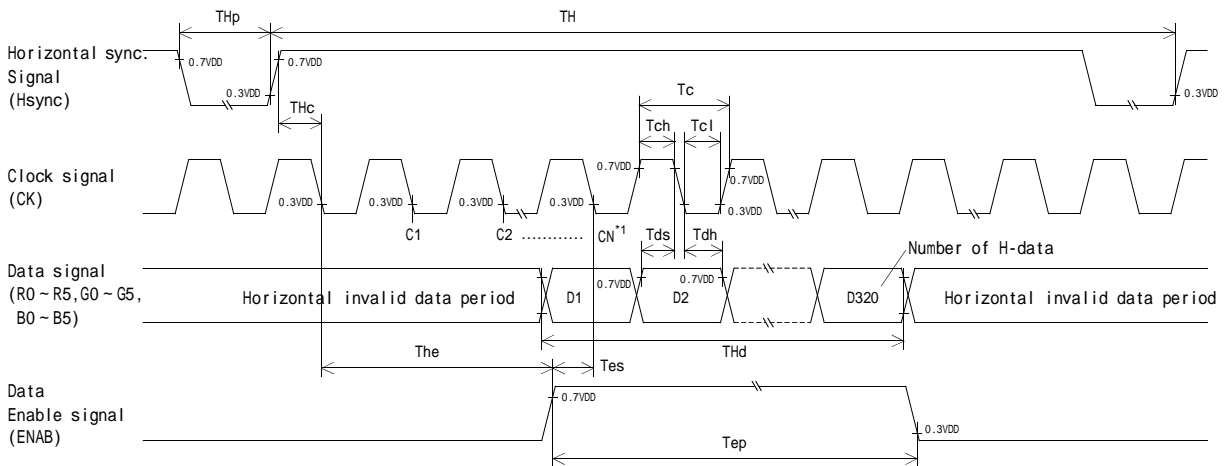 THp
TH
Horizontal sync.
Signal
(Hsync)
0.7VDD
0.3VDD
0.7VDD
0.3VDD
THc
Tc
Tch
Tcl
Clock signal
(CK)
0.3VDD
0.3VDD
0.3VDD
0.3VDD
0.7VDD
0.7VDD
0.3VDD
C1
C2
............
CN*1
Tds
Tdh
Number of H-data
Data signal
(R0~R5,G0~G5,
B0~B5)
Horizontal invalid data period
D1
0.7VDD
D2
0.7VDD
D320
Horizontal invalid data period
THd
The
Tes
Data
Enable signal
(ENAB)
0.7VDD
0.3VDD
Tep